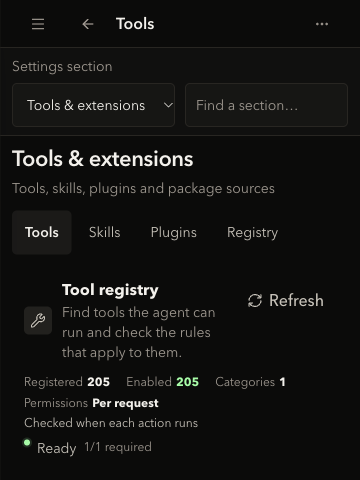 Tools
Settings section
Tools & extensions
Find a section…
Tools & extensions
Tools, skills, plugins and package sources
Tools Skills Plugins Registry
Tool registry
Find tools the agent can
run and check the rules
that apply to them.
Refresh
Registered 205 Enabled 205 Categories 1
Permissions Per request
Checked when each action runs
Ready 1/1 required